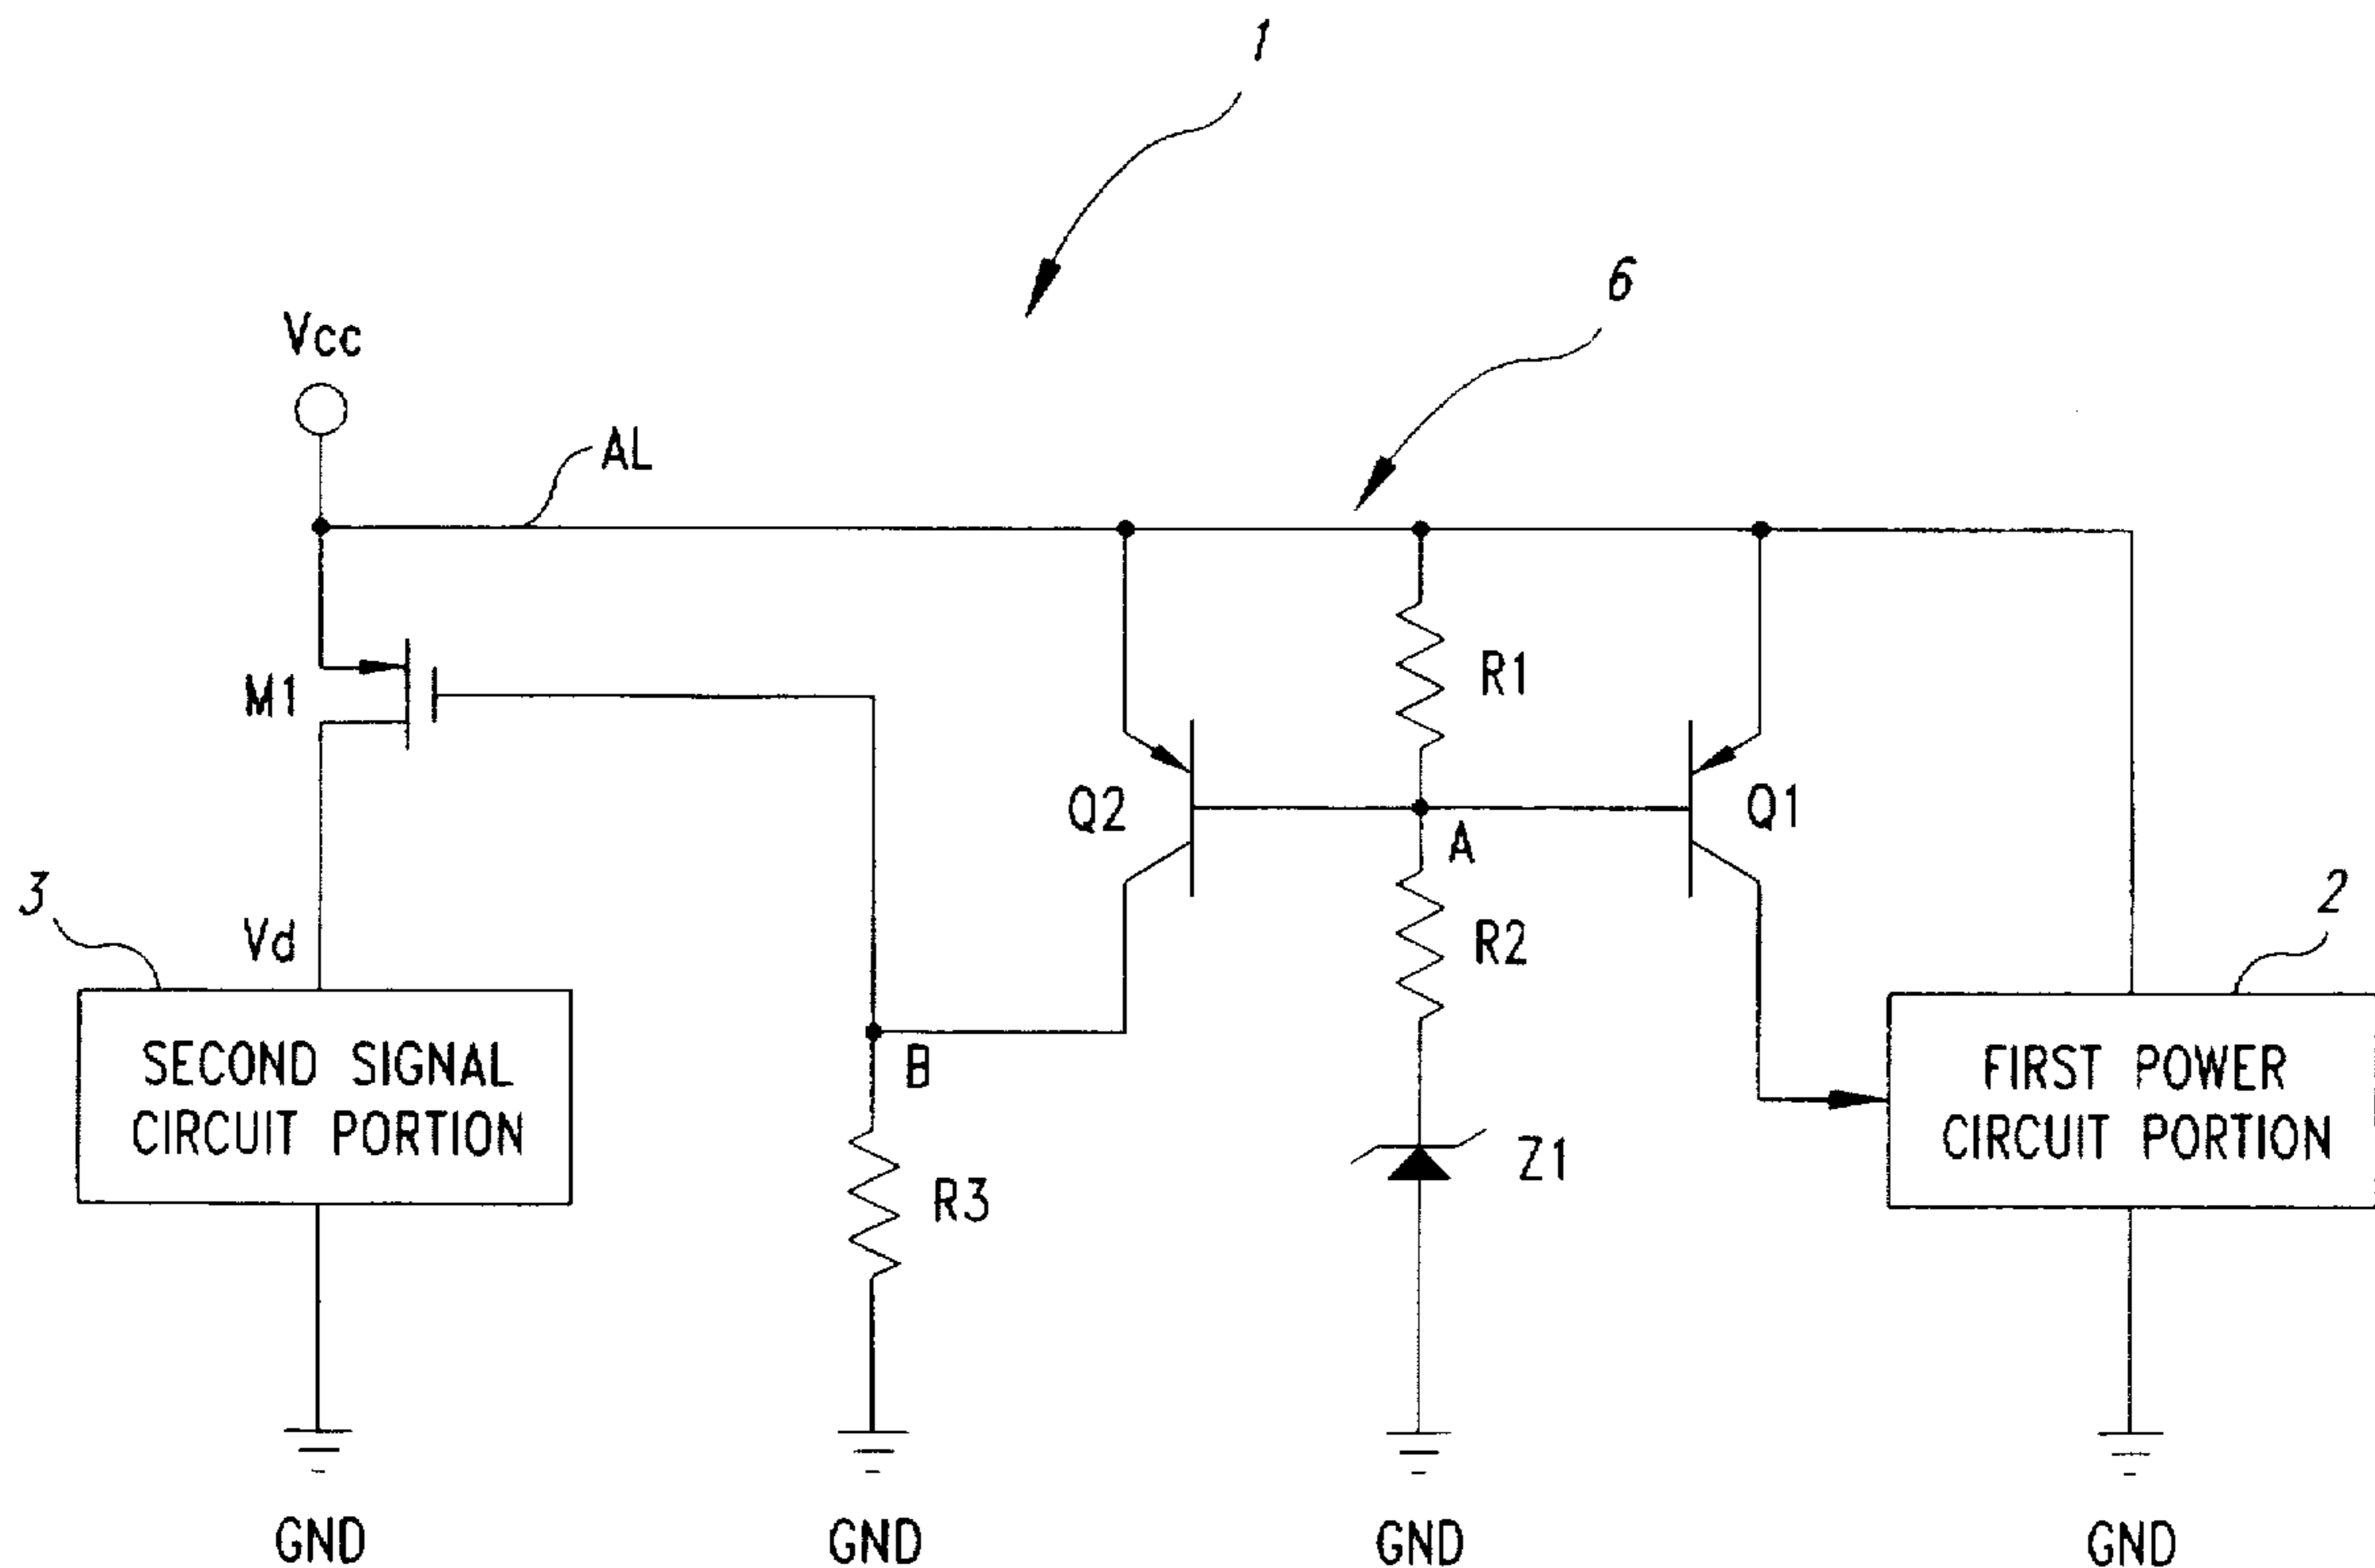 1
6
Vcc
AL
M1
R1
Q2
Q1
A
3
Vd
R2
2
B
SECOND SIGNAL
CIRCUIT PORTION
FIRST POWER
CIRCUIT PORTION
Z1
R3
GND
GND
GND
GND